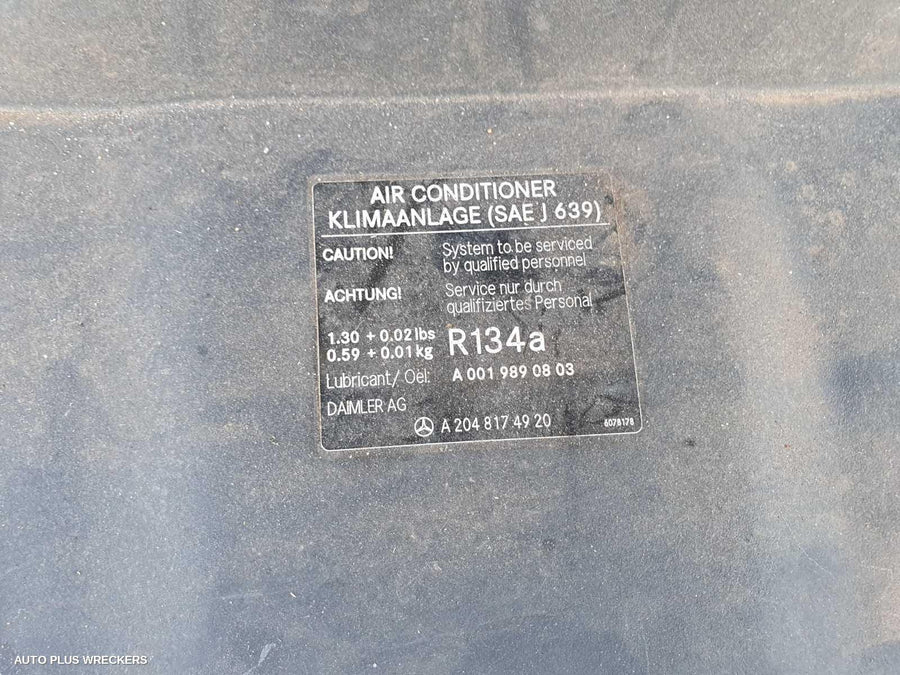 AIR CONDITIONER
KLIMAANLAGE (SAE J 639)
CAUTION! System to be serviced
by qualified personnel
ACHTUNG! Service nur durch
qualifiziertes Personal
1.30 + 0.02 lbs
0.59 + 0.01 kg R134a
Lubricant/ Oel: A 001 989 08 03
DAIMLER AG
A 204 817 49 20 6078178
AUTO PLUS WRECKERS